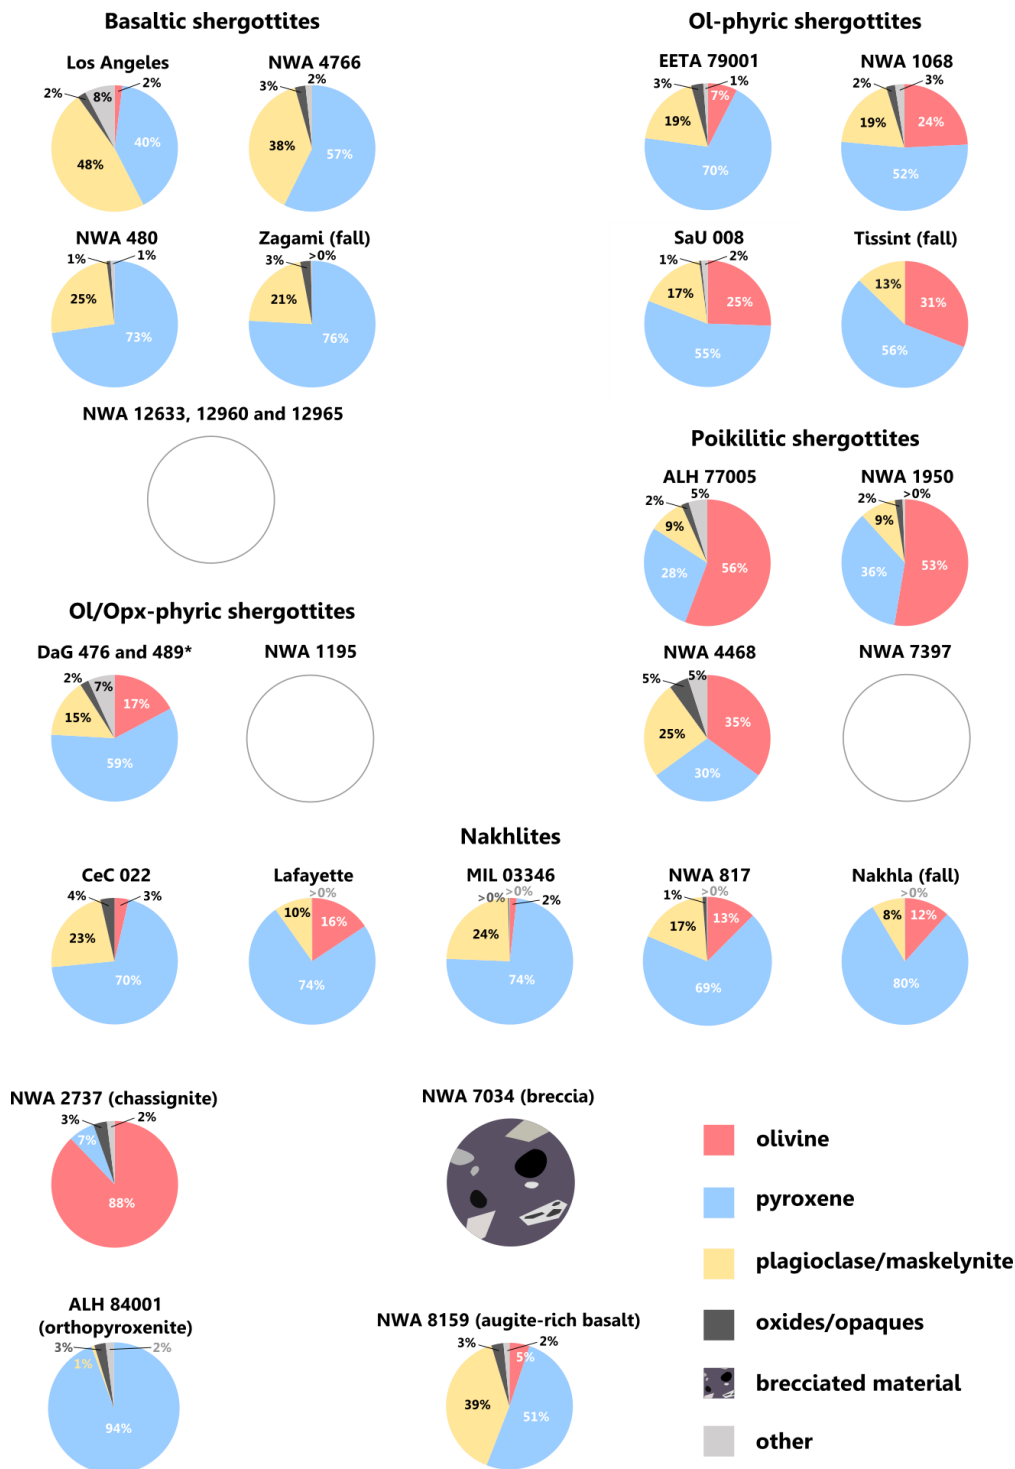 Basaltic shergottites
Los Angeles
2%
8%
2%
40%
48%
NWA 4766
3%
2%
38%
57%
NWA 480
1%
1%
25%
73%
Zagami (fall)
3%
>0%
21%
76%
NWA 12633, 12960 and 12965
Ol-phyric shergottites
EETA 79001
3%
1%
7%
19%
70%
NWA 1068
2%
3%
19%
24%
52%
SaU 008
1%
2%
17%
25%
55%
Tissint (fall)
13%
31%
56%
Poikilitic shergottites
ALH 77005
5%
2%
9%
28%
56%
NWA 1950
2%
>0%
9%
36%
53%
NWA 4468
5%
5%
25%
35%
30%
NWA 7397
Ol/Opx-phyric shergottites
DaG 476 and 489*
2%
7%
15%
17%
59%
NWA 1195
Nakhlites
CeC 022
4%
3%
23%
70%
Lafayette
>0%
10%
16%
74%
MIL 03346
>0%
>0%
2%
24%
74%
NWA 817
1%
>0%
17%
13%
69%
Nakhla (fall)
>0%
8%
12%
80%
NWA 2737 (chassignite)
3%
2%
7%
88%
NWA 7034 (breccia)
ALH 84001
(orthopyroxenite)
3%
2%
1%
94%
NWA 8159 (augite-rich basalt)
3%
2%
5%
39%
51%
olivine
pyroxene
plagioclase/maskelynite
oxides/opaques
brecciated material
other